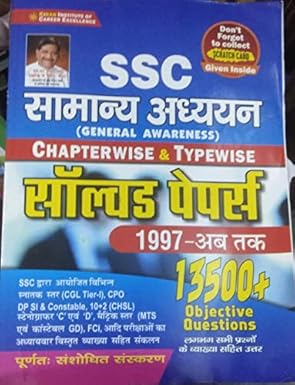 KIRAN INSTITUTE OF
CAREER EXCELLENCE
Don't
Forget to
collect
SCRATCH CARD
Given Inside
SSC
सामान्य अध्ययन
(GENERAL AWARENESS)
CHAPTERWISE & TYPEWISE
सॉल्वड पेपर्स
1997-अब तक
13500+
Objective
Questions
लगभग सभी प्रश्नों
के व्याख्या सहित उत्तर
SSC द्वारा आयोजित विभिन्न
स्नातक स्तर (CGL Tier-I), CPO
DP SI & Constable, 10+2 (CHSL)
स्टेनोग्राफर 'C' एवं 'D', मैट्रिक स्तर (MTS
एवं कांस्टेबल GD), FCI, आदि परीक्षाओं का
अध्यायवार विस्तृत व्याख्या सहित संकलन
पूर्णतः संशोधित संस्करण